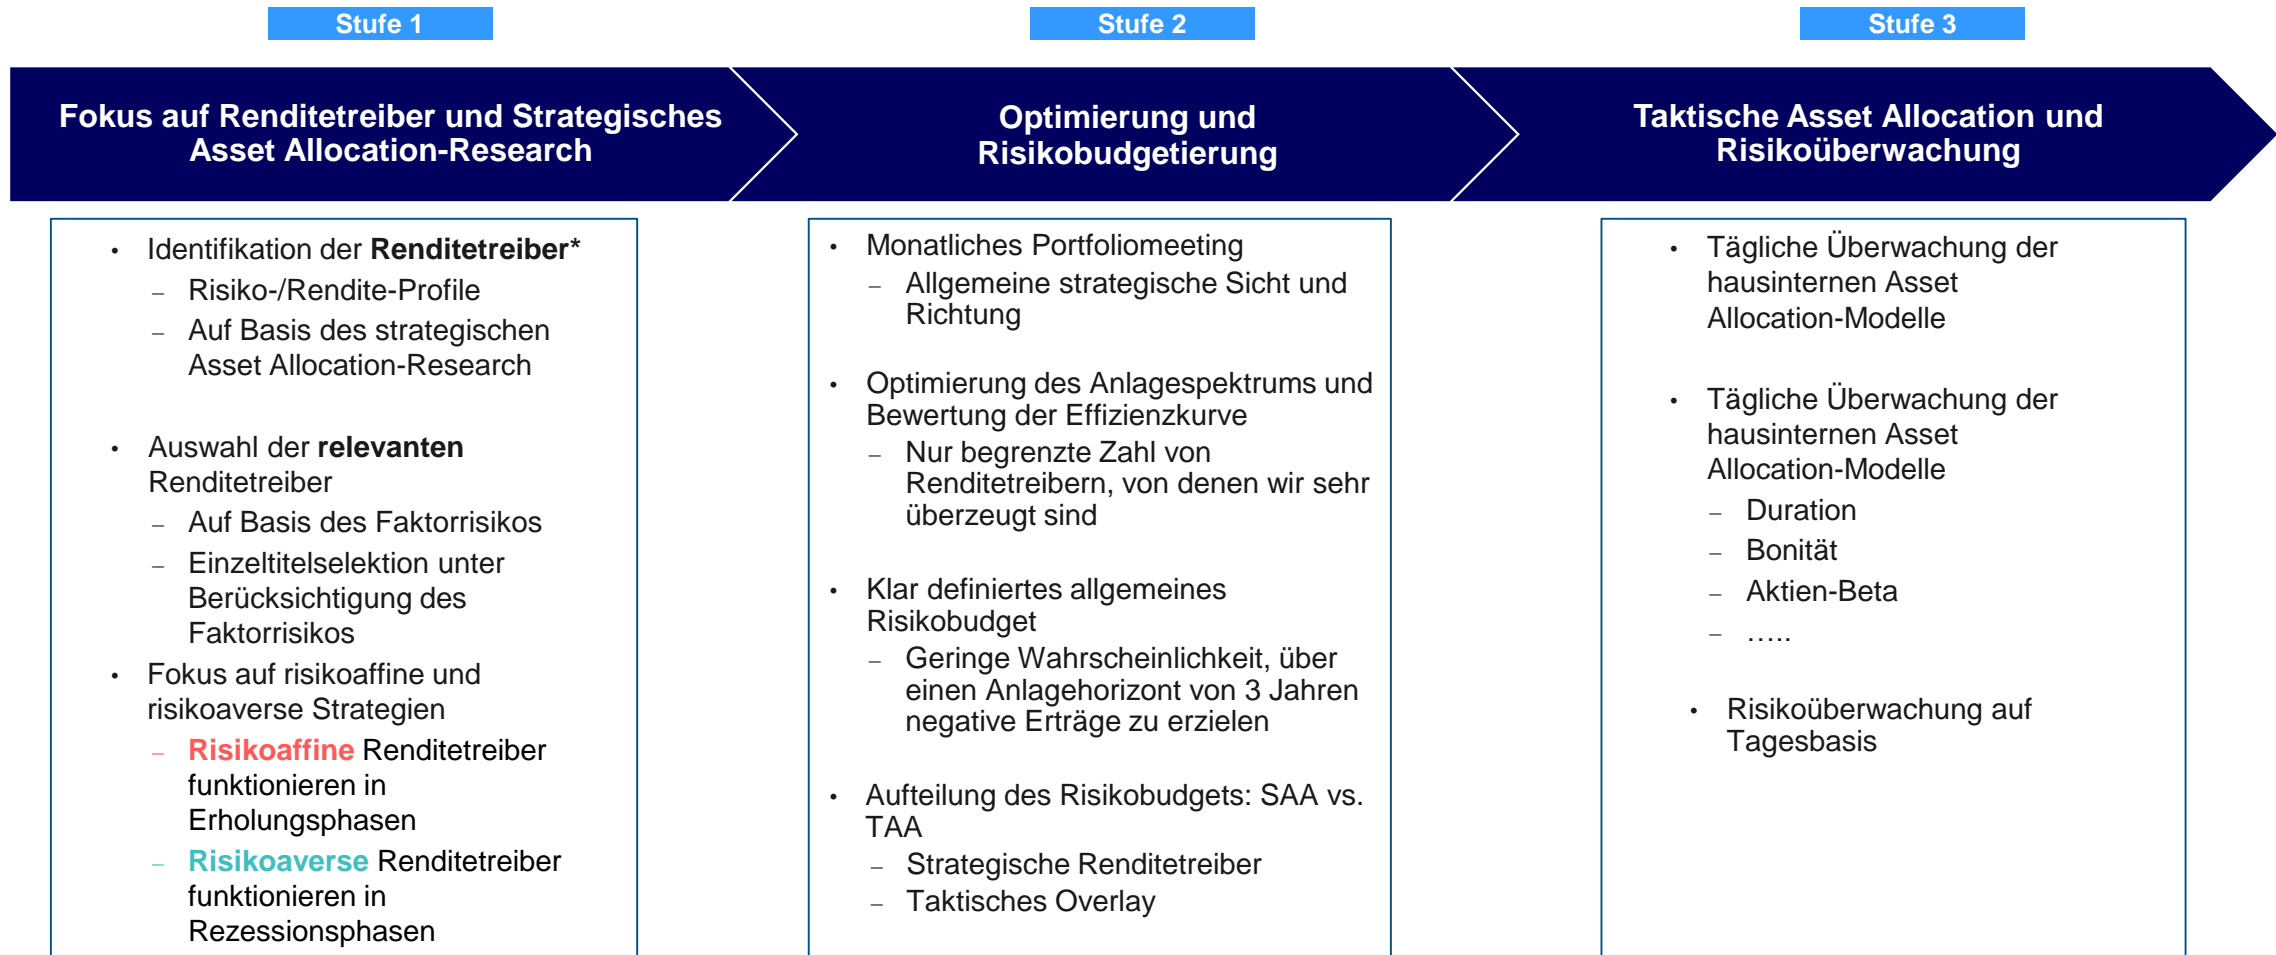 Stufe 1
Stufe 2
Stufe 3
Fokus auf Renditetreiber und Strategisches
Asset Allocation-Research
Optimierung und
Risikobudgetierung
Taktische Asset Allocation und
Risikoüberwachung
• Identifikation der Renditetreiber*
– Risiko-/Rendite-Profile
– Auf Basis des strategischen
Asset Allocation-Research
• Auswahl der relevanten
Renditetreiber
– Auf Basis des Faktorrisikos
– Einzeltitelselektion unter
Berücksichtigung des
Faktorrisikos
• Fokus auf risikoaffine und
risikoaverse Strategien
– Risikoaffine Renditetreiber
funktionieren in
Erholungsphasen
– Risikoaverse Renditetreiber
funktionieren in
Rezessionsphasen
• Monatliches Portfoliomeeting
– Allgemeine strategische Sicht und
Richtung
• Optimierung des Anlagespektrums und
Bewertung der Effizienzkurve
– Nur begrenzte Zahl von
Renditetreibern, von denen wir sehr
überzeugt sind
• Klar definiertes allgemeines
Risikobudget
– Geringe Wahrscheinlichkeit, über
einen Anlagehorizont von 3 Jahren
negative Erträge zu erzielen
• Aufteilung des Risikobudgets: SAA vs.
TAA
– Strategische Renditetreiber
– Taktisches Overlay
• Tägliche Überwachung der
hausinternen Asset
Allocation-Modelle
• Tägliche Überwachung der
hausinternen Asset
Allocation-Modelle
– Duration
– Bonität
– Aktien-Beta
– …..
• Risikoüberwachung auf
Tagesbasis